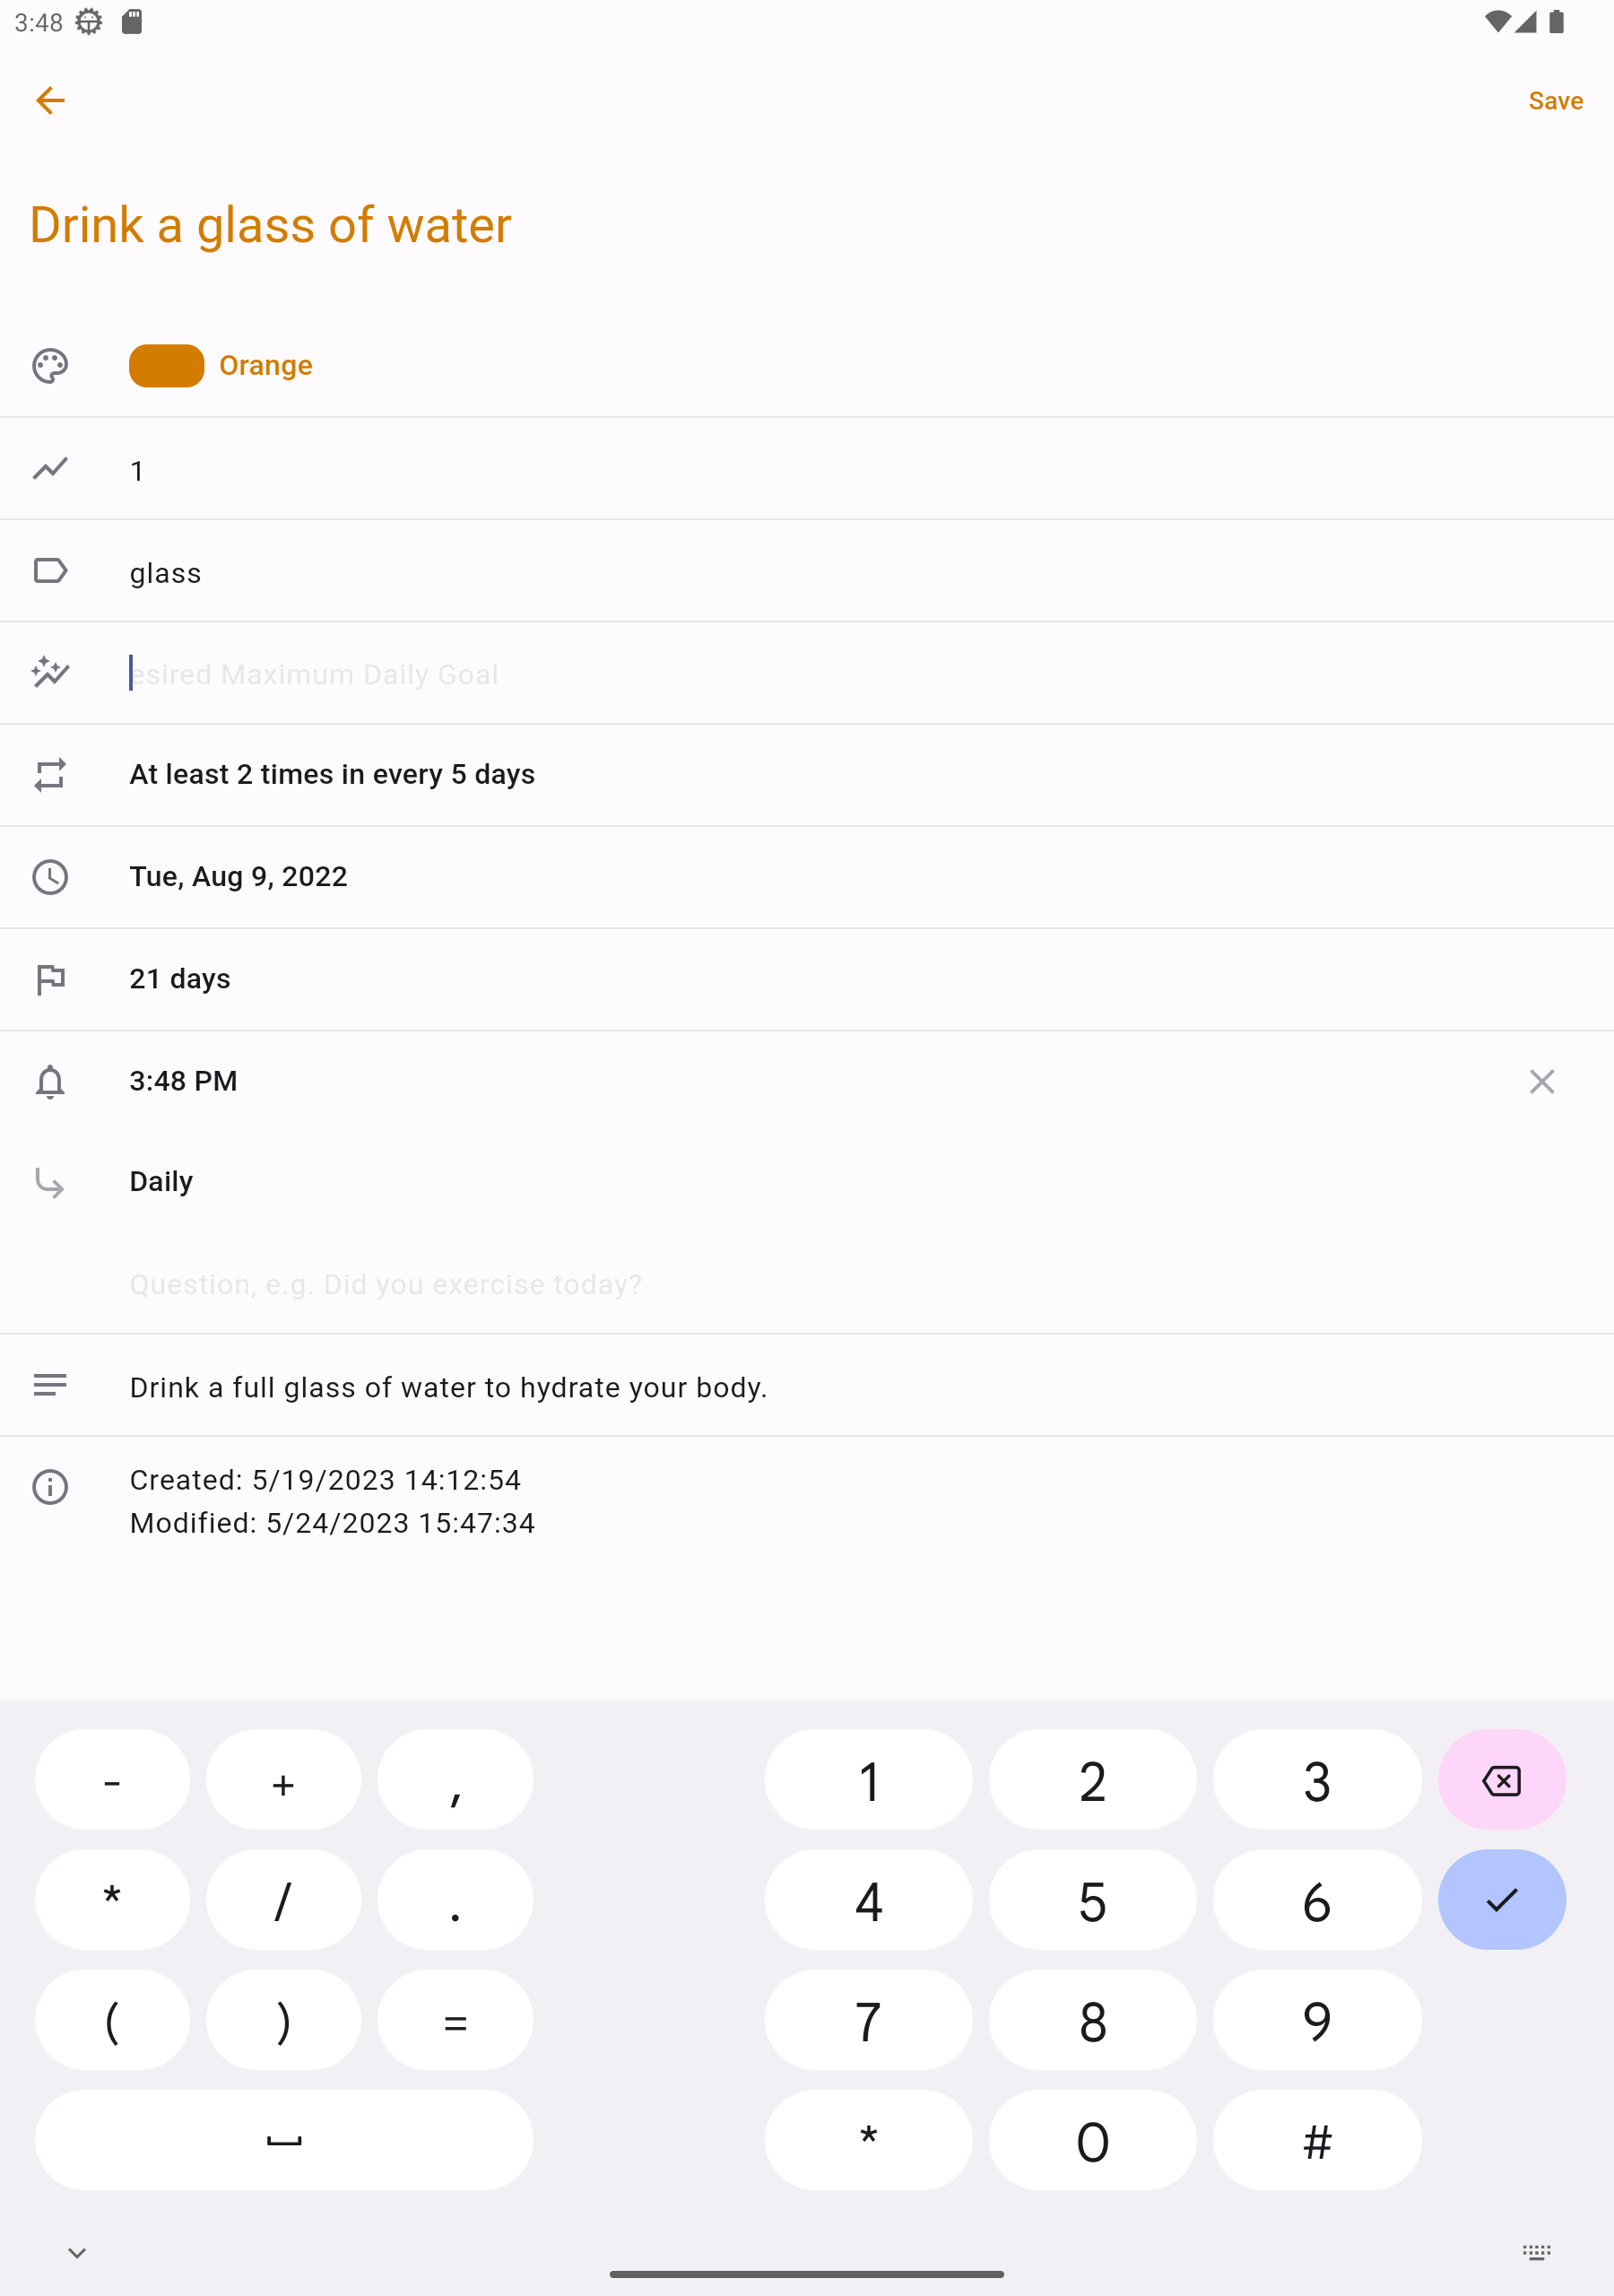 3:48
Save
Drink a glass of water
Orange
1
glass
esired Maximum Daily Goal
At least 2 times in every 5 days
Tue, Aug 9, 2022
21 days
3:48 PM
Daily
Question, e.g. Did you exercise today?
Drink a full glass of water to hydrate your body.
Created: 5/19/2023 14:12:54
Modified: 5/24/2023 15:47:34
- + , 1 2 3
* / . 4 5 6
( ) = 7 8 9
* 0 #